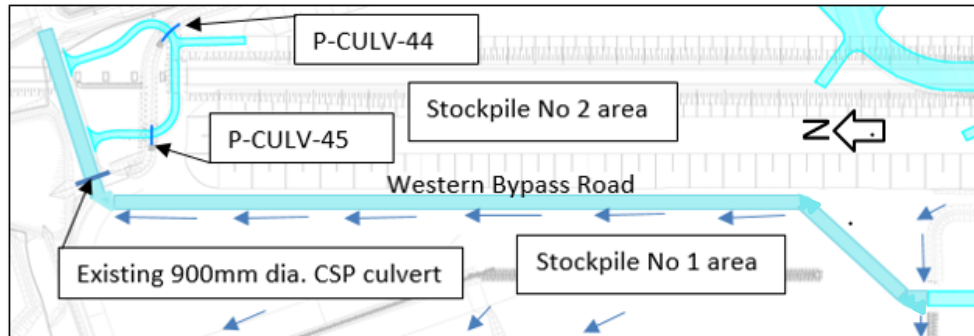 P-CULV-44
Stockpile No 2 area
N
P-CULV-45
Western Bypass Road
Existing 900mm dia. CSP culvert
Stockpile No 1 area